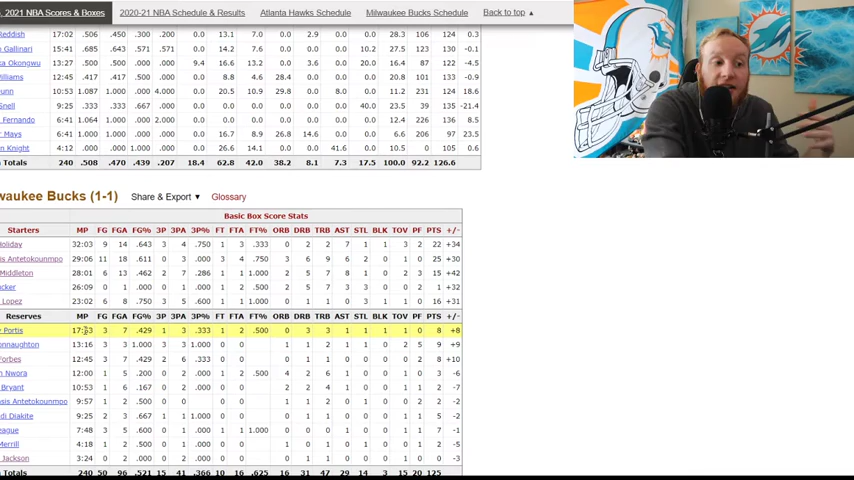 , 2021 NBA Scores & Boxes 2020-21 NBA Schedule & Results Atlanta Hawks Schedule Milwaukee Bucks Schedule Back to top ▲
Reddish 17:02 .506 .450 .300 .200 0.0 13.1 7.0 0.0 2.9 0.0 0.0 28.3 106 124 0.3
Gallinari 15:41 .685 .643 .571 .571 0.0 14.2 7.6 0.0 0.0 0.0 10.2 27.5 123 130 -0.1
ka Okongwu 13:27 .500 .500 .000 .000 9.4 16.6 13.2 0.0 3.6 0.0 20.0 16.4 87 122 -4.5
illiams 12:45 .417 .417 .500 .000 0.0 8.8 4.6 28.4 0.0 0.0 0.0 20.8 101 133 -0.9
unn 10:53 1.087 1.000 .000 4.000 0.0 20.5 10.9 29.8 0.0 8.0 0.0 11.2 231 124 18.6
Snell 9:25 .333 .333 .667 .000 0.0 0.0 0.0 0.0 0.0 0.0 40.0 23.5 39 135 -21.4
Fernando 6:41 1.064 1.000 .000 2.000 0.0 0.0 0.0 0.0 0.0 0.0 0.0 12.4 226 136 8.5
Mays 6:41 .000 .000 1.000 .000 0.0 16.7 8.9 26.8 14.6 0.0 0.0 6.6 206 97 23.5
n Knight 4:12 .000 .000 1.000 .000 0.0 26.6 14.1 0.0 0.0 41.6 0.0 10.5 0 105 0.6
Totals 240 .508 .470 .439 .207 18.4 62.8 42.0 38.2 8.1 7.3 17.5 100.0 92.2 126.6
waukee Bucks (1-1) Share & Export ▼ Glossary
Basic Box Score Stats
Starters MP FG FGA FG% 3P 3PA 3P% FT FTA FT% ORB DRB TRB AST STL BLK TOV PF PTS +/-
Holiday 32:03 9 14 .643 3 4 .750 1 3 .333 0 2 2 7 1 1 3 2 22 +34
is Antetokounmpo 29:06 11 18 .611 0 3 .000 3 4 .750 3 6 9 6 2 1 2 1 25 +30
Middleton 28:01 6 13 .462 2 7 .286 1 1 1.000 2 5 7 8 1 3 2 15 +42
ucker 26:09 0 1 .000 0 1 .000 1 2 .500 2 5 7 1 1 2 4 1 +32
Lopez 23:02 6 8 .750 3 5 .600 1 1 1.000 0 1 1 0 3 1 2 16 +31
Reserves MP FG FGA FG% 3P 3PA 3P% FT FTA FT% ORB DRB TRB AST STL BLK TOV PF PTS +/-
Portis 17:33 3 7 .429 1 3 .333 1 2 .500 0 3 3 1 1 1 1 0 8 +8
onnaughton 13:16 3 3 1.000 3 3 1.000 0 0 1 1 2 1 0 0 2 5 9 +9
Forbes 12:45 3 7 .429 2 6 .333 0 0 0 1 1 0 0 0 0 2 8 +10
n Nwora 12:00 1 5 .200 0 2 .000 1 2 .500 4 2 6 1 0 0 1 2 3 -6
Bryant 10:53 1 6 .167 0 2 .000 0 0 2 2 4 1 0 0 0 2 2 -7
asis Antetokounmpo 9:57 1 2 .500 0 0 0 0 1 1 2 0 0 0 0 2 2 -2
di Diakite 9:25 2 3 .667 1 1 1.000 0 0 0 1 1 1 0 0 0 0 5 -2
eague 7:48 3 5 .600 0 1 .000 1 1 1.000 0 1 1 1 0 0 0 0 7 -1
Merrill 4:18 1 2 .500 0 2 .000 0 0 1 0 1 0 0 0 0 0 2 -5
Jackson 3:24 0 2 .000 0 2 .000 0 0 0 0 0 1 0 0 0 0 0 -3
Totals 240 50 96 .521 15 41 .366 10 16 .625 16 31 47 29 14 3 15 20 125